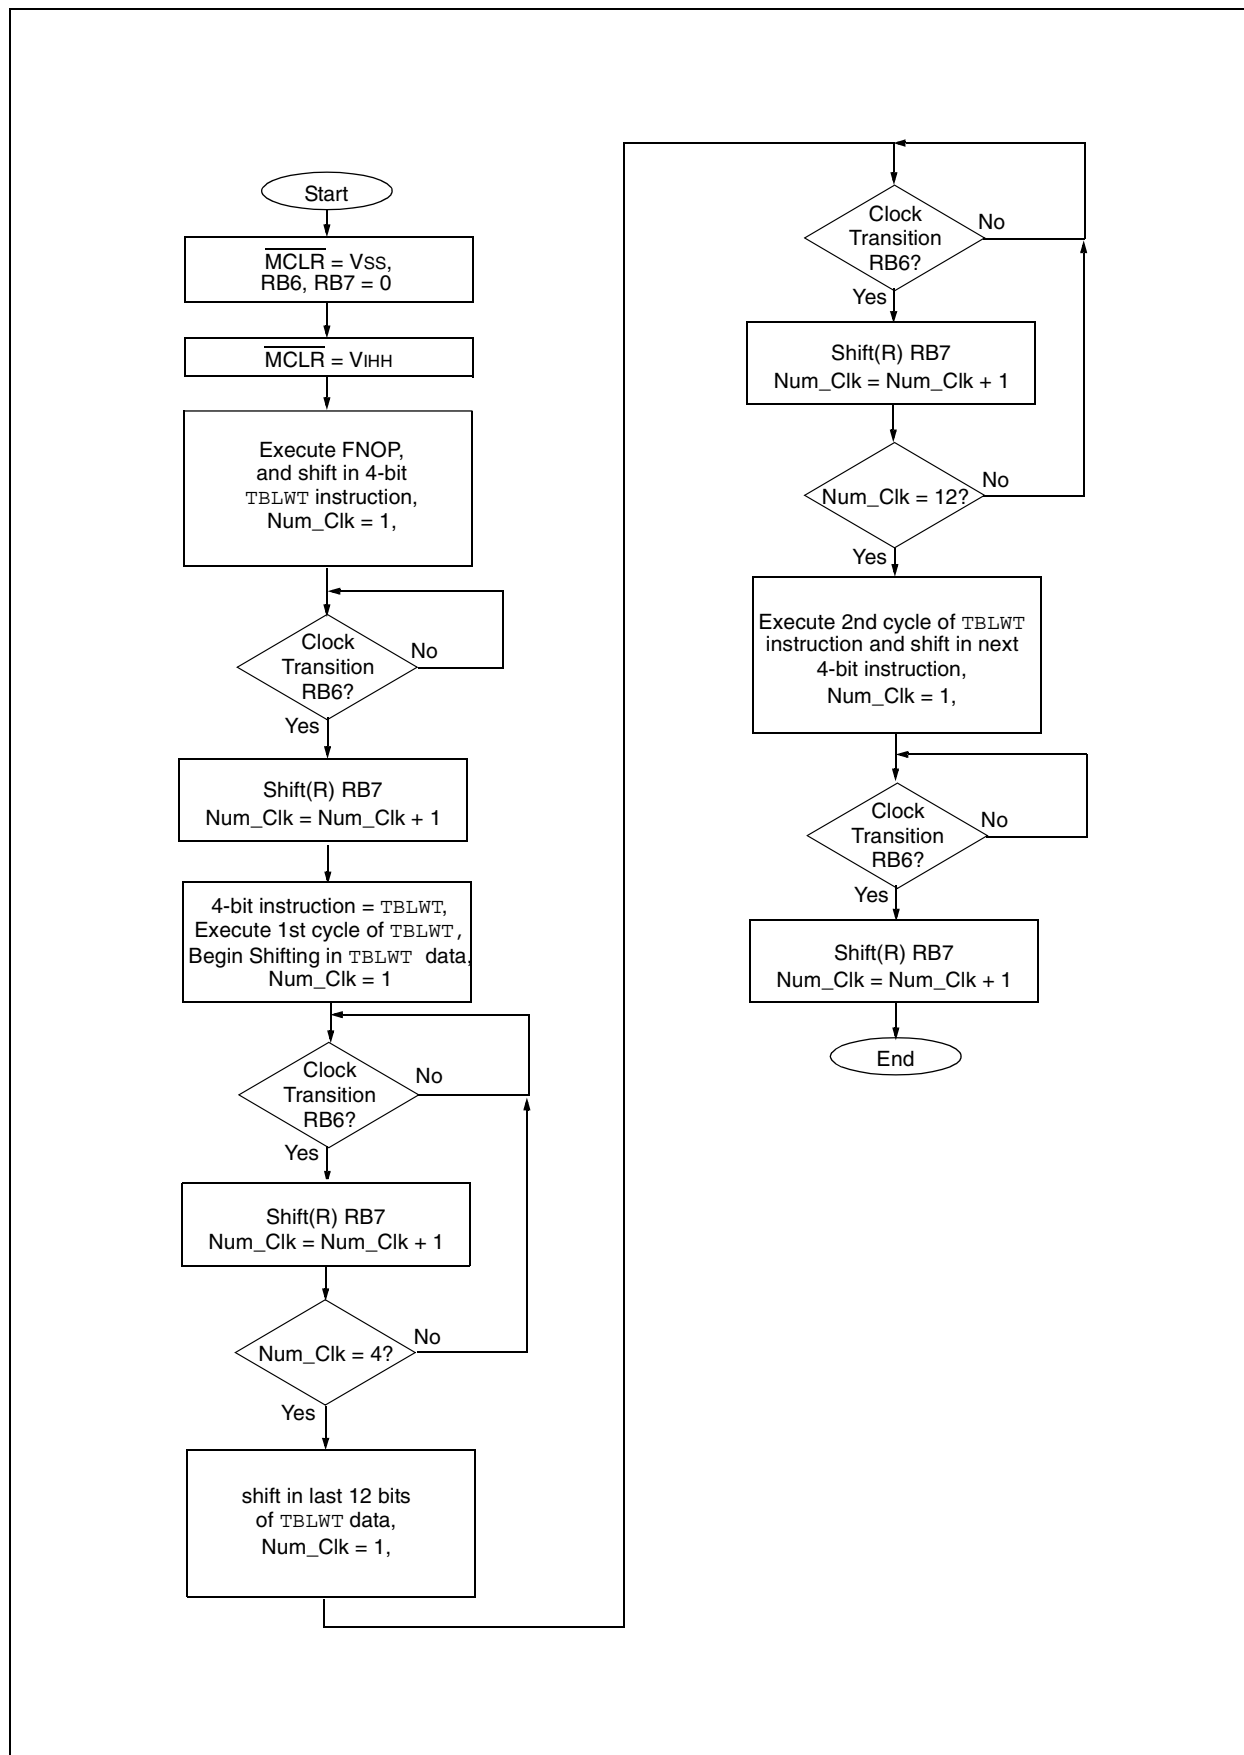 Start
MCLR = VSS,
RB6, RB7 = 0
MCLR = VIHH
Execute FNOP,
and shift in 4-bit
TBLWT instruction,
Num_Clk = 1,
Clock
Transition
RB6?
No
Yes
Shift(R) RB7
Num_Clk = Num_Clk + 1
4-bit instruction = TBLWT,
Execute 1st cycle of TBLWT,
Begin Shifting in TBLWT data,
Num_Clk = 1
Clock
Transition
RB6?
No
Yes
Shift(R) RB7
Num_Clk = Num_Clk + 1
Num_Clk = 4?
No
Yes
shift in last 12 bits
of TBLWT data,
Num_Clk = 1,
Clock
Transition
RB6?
No
Yes
Shift(R) RB7
Num_Clk = Num_Clk + 1
Num_Clk = 12?
No
Yes
Execute 2nd cycle of TBLWT
instruction and shift in next
4-bit instruction,
Num_Clk = 1,
Clock
Transition
RB6?
No
Yes
Shift(R) RB7
Num_Clk = Num_Clk + 1
End